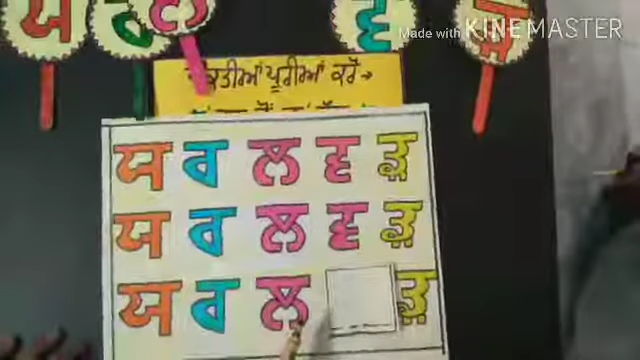 Made with KINEMASTER
ਪੂਰੀਆਂ ਕਰੋ →
ਯ ਰ ਲ ਵ ੜ
ਯ ਰ ਲ ਵ ੜ
ਯ ਰ ਲ ੜ